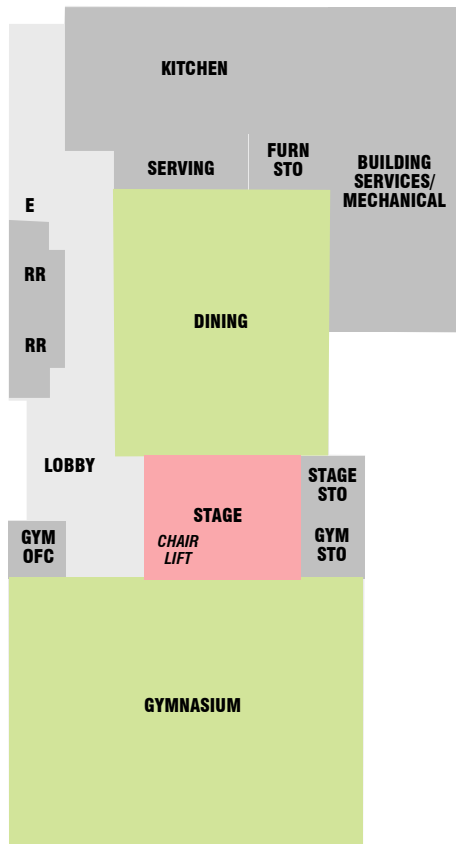 KITCHEN
SERVING
FURN
STO
BUILDING
SERVICES/
MECHANICAL
E
RR
DINING
RR
LOBBY
STAGE
STO
STAGE
CHAIR
LIFT
GYM
OFC
GYM
STO
GYMNASIUM